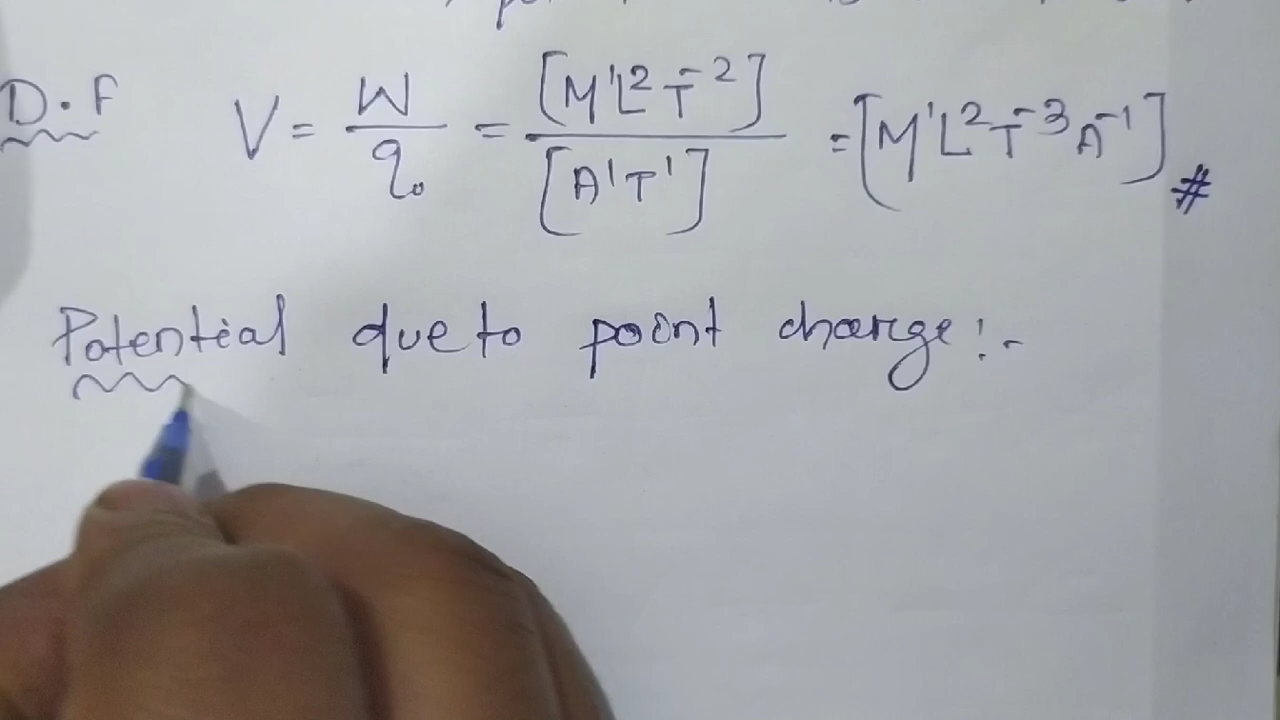 D.F V = W/q₀ = [M¹L²T⁻²]/[A¹T¹] = [M¹L²T⁻³A⁻¹] #
Potential due to point charge:-